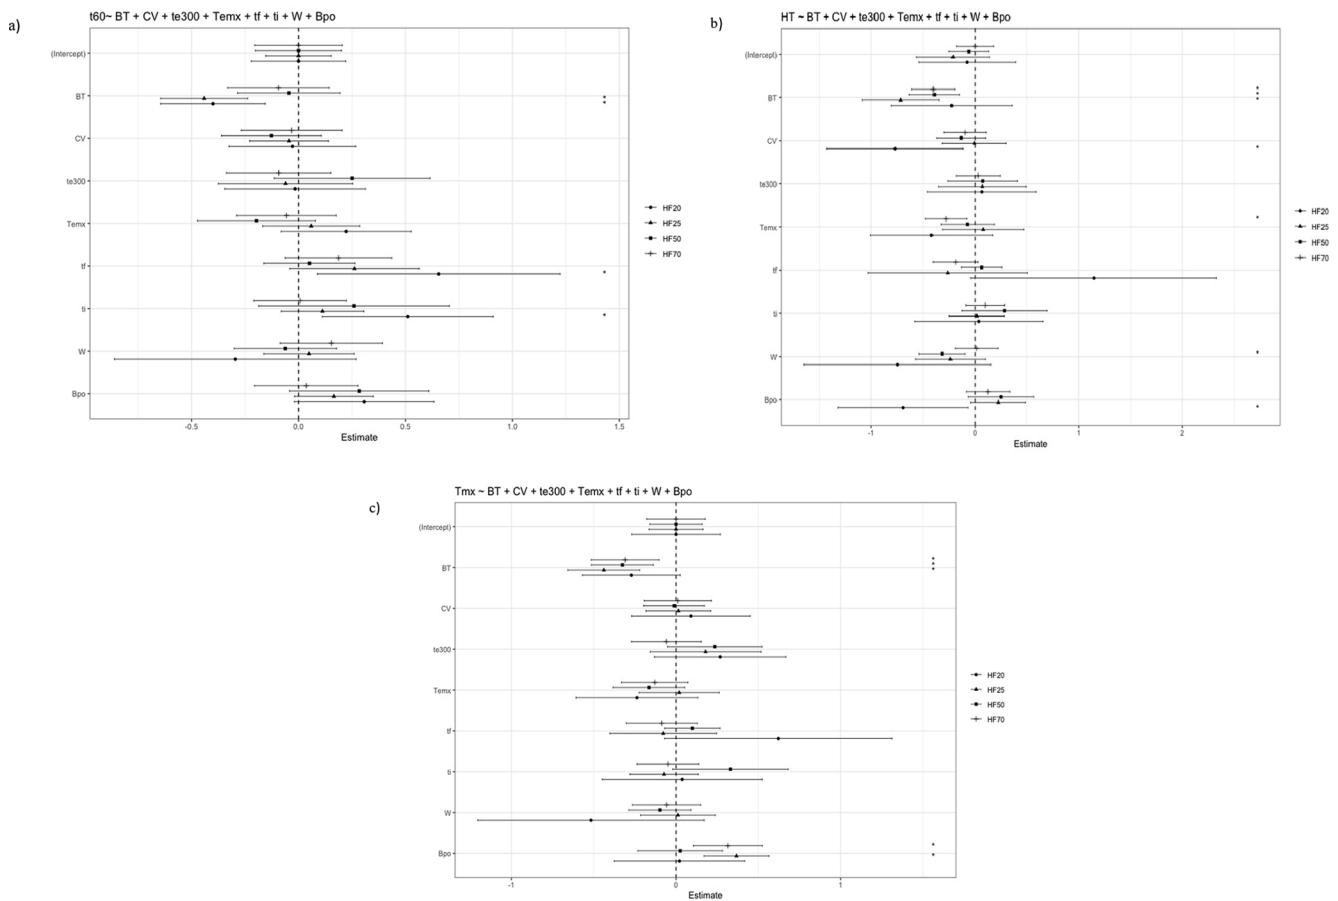 a)
t60~ BT + CV + te300 + Temx + tf + ti + W + Bpo
(Intercept)
BT
CV
te300
Temx
tf
ti
W
Bpo
* 
*
*
*
-0.5
0.0
0.5
1.0
1.5
Estimate
HF20
HF25
HF50
HF70
b)
HT ~ BT + CV + te300 + Temx + tf + ti + W + Bpo
(Intercept)
BT
CV
te300
Temx
tf
ti
W
Bpo
*
*
*
*
*
*
*
-1
0
1
2
Estimate
HF20
HF25
HF50
HF70
c)
Tmx ~ BT + CV + te300 + Temx + tf + ti + W + Bpo
(Intercept)
BT
CV
te300
Temx
tf
ti
W
Bpo
*
*
*
*
*
-1
0
1
Estimate
HF20
HF25
HF50
HF70